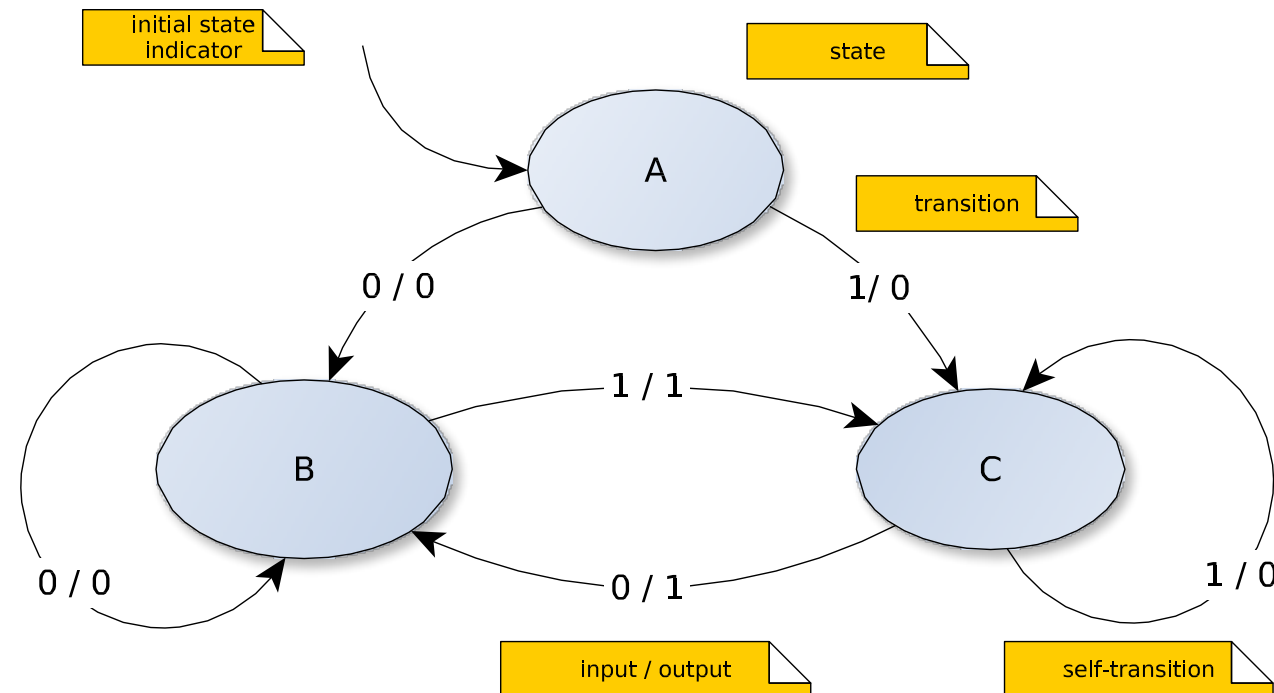 initial state
indicator
state
A
transition
0 / 0
1/ 0
1 / 1
B
C
0 / 0
1 / 0
0 / 1
input / output
self-transition